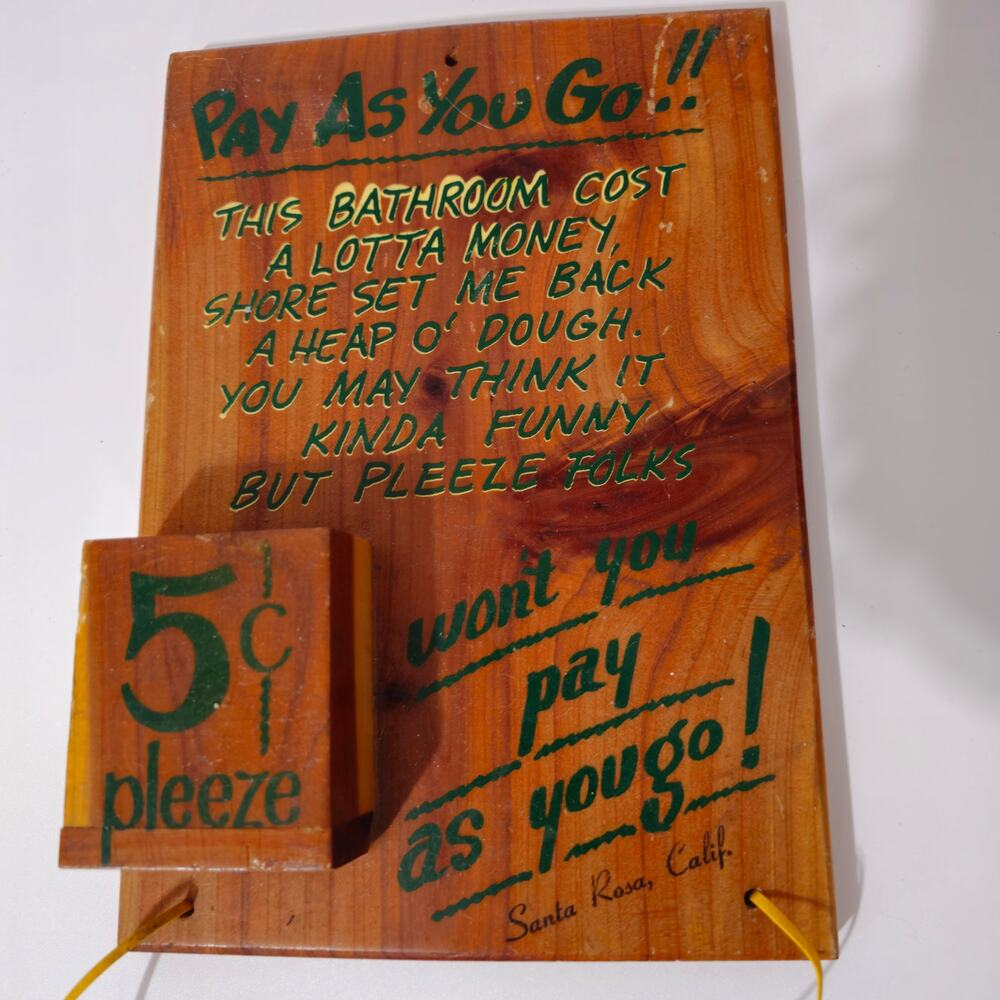 PAY AS YOU GO!!
THIS BATHROOM COST
A LOTTA MONEY,
SHORE SET ME BACK
A HEAP O' DOUGH.
YOU MAY THINK IT
KINDA FUNNY
BUT PLEEZE FOLKS
won't you
pay
as you go!
Santa Rosa, Calif.
5¢
pleeze